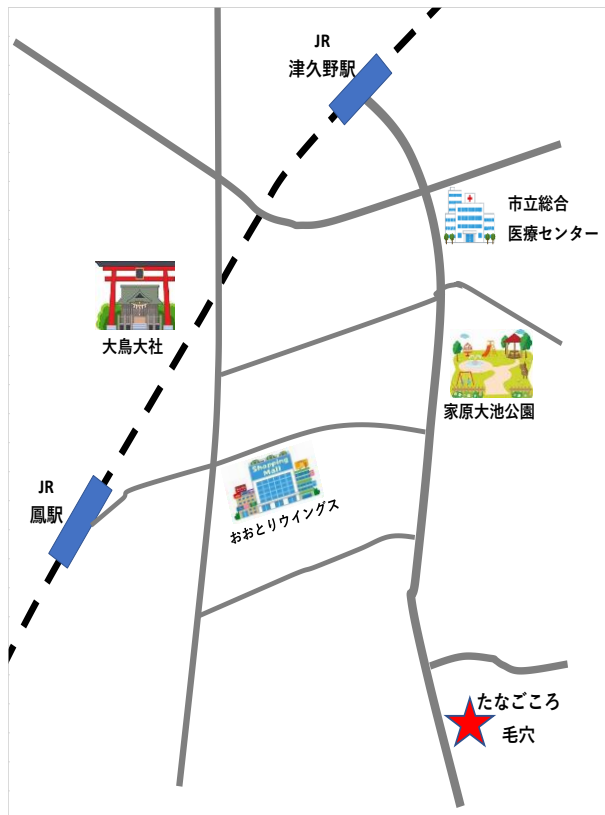 JR
津久野駅
市立総合
医療センター
大鳥大社
家原大池公園
JR
鳳駅
Shopping
Mall
おおとりウイングス
たなごころ
毛穴